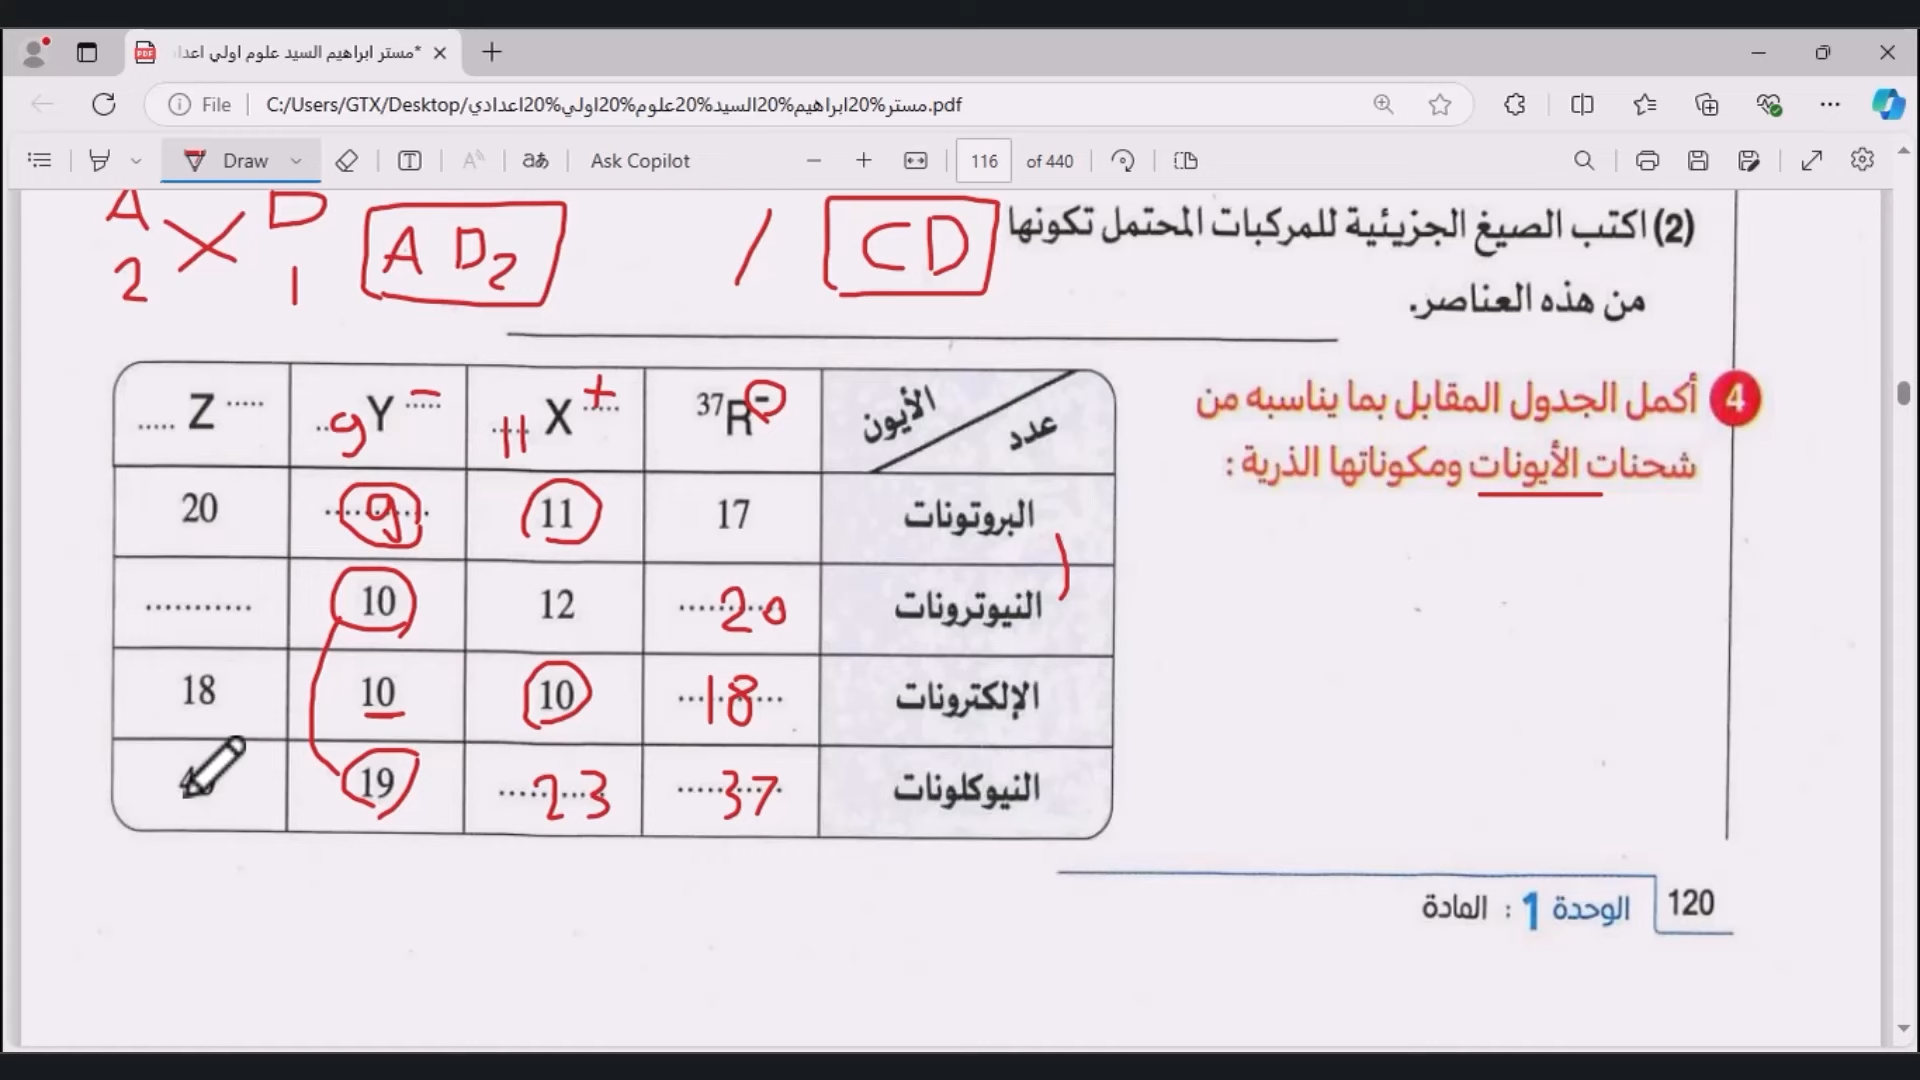 *مستر ابراهيم السيد علوم اولي اعدا
File
C:/Users/GTX/Desktop/مستر%20ابراهيم%20السيد%20علوم%20اولي%20اعدادي.pdf
Draw
aあ
Ask Copilot
116 of 440
(2) اكتب الصيغ الجزيئية للمركبات المحتمل تكونها
من هذه العناصر.
A D
2 1
AD2 / CD
4 أكمل الجدول المقابل بما يناسبه من
شحنات الأيونات ومكوناتها الذرية :
الأيون عدد 37R- 11X+ 9Y- ..... Z .....
البروتونات 17 11 9 20
النيوترونات 20 12 10 ...........
الإلكترونات 18 10 10 18
النيوكلونات 37 23 19
120 الوحدة 1 : المادة